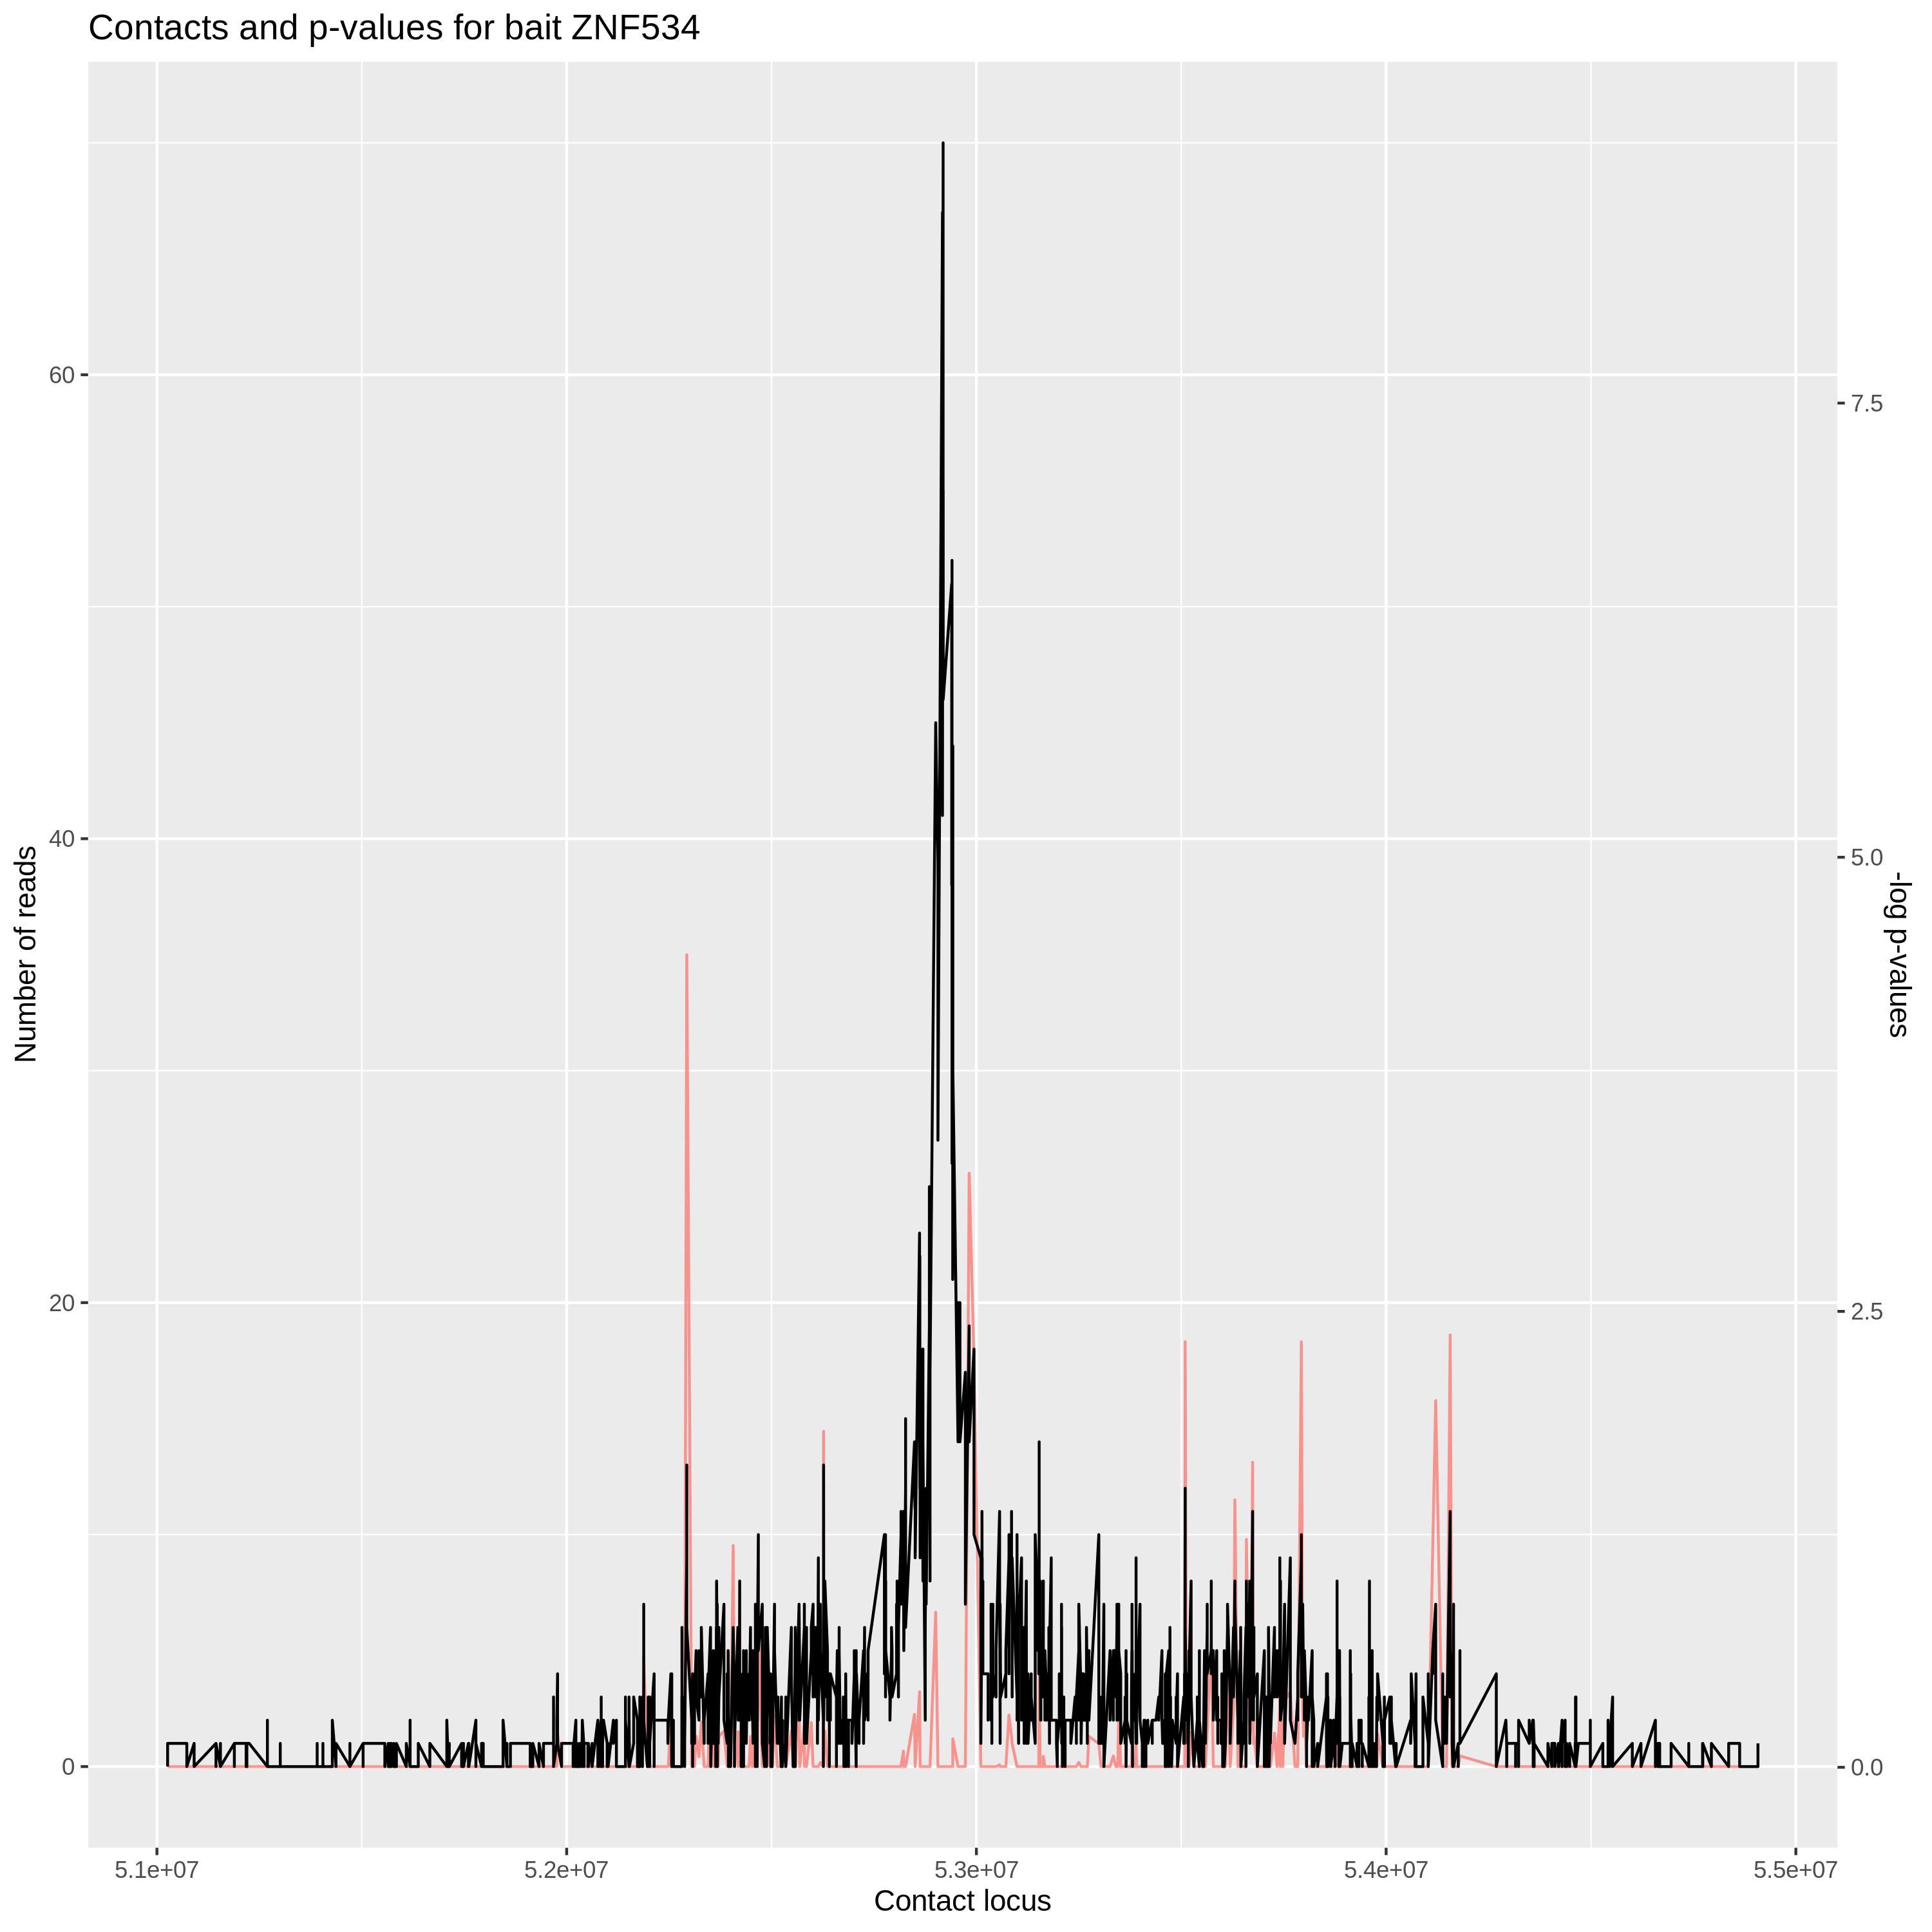 Contacts and p-values for bait ZNF534
Number of reads
60
40
20
0
7.5
5.0
2.5
0.0
-log p-values
5.1e+07
5.2e+07
5.3e+07
5.4e+07
5.5e+07
Contact locus